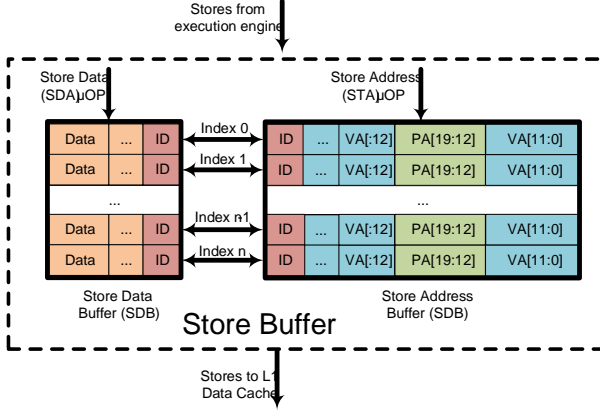 Stores from
execution engine
Store Data
(SDA)µOP
Store Address
(STA)µOP
Data ... ID Index 0 ID ... VA[:12] PA[19:12] VA[11:0]
Data ... ID Index 1 ID ... VA[:12] PA[19:12] VA[11:0]
... ...
Data ... ID Index n-1 ID ... VA[:12] PA[19:12] VA[11:0]
Data ... ID Index n ID ... VA[:12] PA[19:12] VA[11:0]
Store Data
Buffer (SDB)
Store Address
Buffer (SDB)
Store Buffer
Stores to L1
Data Cache